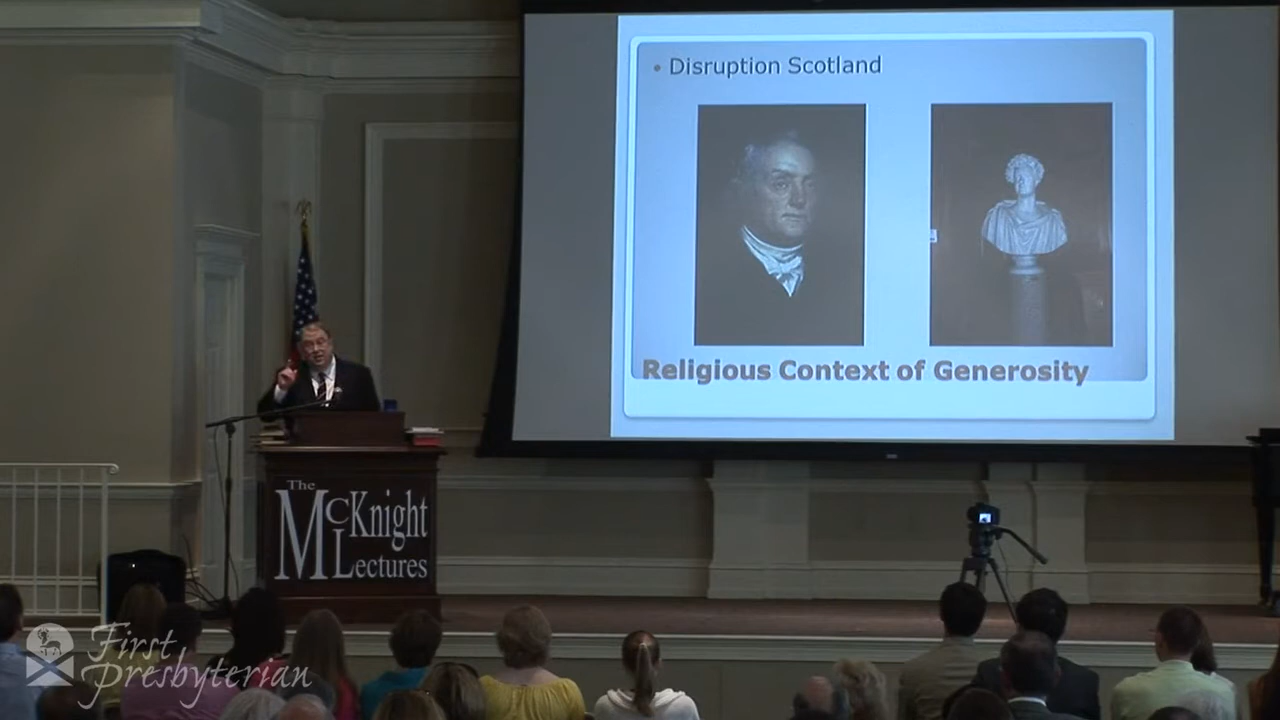 • Disruption Scotland
Religious Context of Generosity
The
McKnight
Lectures
First
Presbyterian